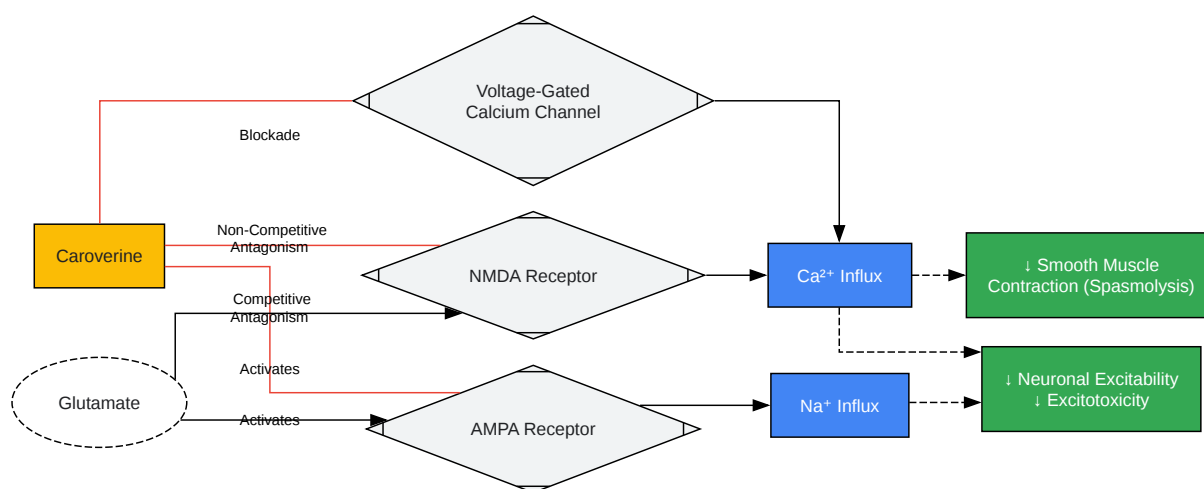 Voltage-Gated
Calcium Channel
Blockade
Caroverine
Non-Competitive
Antagonism
NMDA Receptor
Ca²⁺ Influx
↓ Smooth Muscle
Contraction (Spasmolysis)
Competitive
Antagonism
Activates
Glutamate
Activates
AMPA Receptor
Na⁺ Influx
↓ Neuronal Excitability
↓ Excitotoxicity